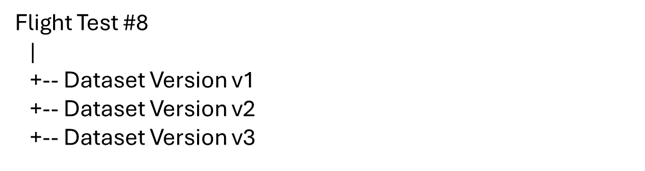 Flight Test #8
|
+-- Dataset Version v1
+-- Dataset Version v2
+-- Dataset Version v3